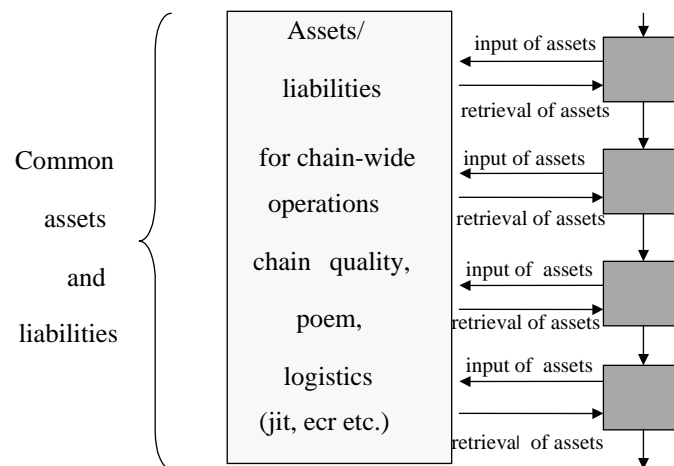 Common
assets
and
liabilities
Assets/
liabilities
for chain-wide
operations
chain quality,
poem,
logistics
(jit, ecr etc.)
input of assets
retrieval of assets
input of assets
retrieval of assets
input of assets
retrieval of assets
input of assets
retrieval of assets